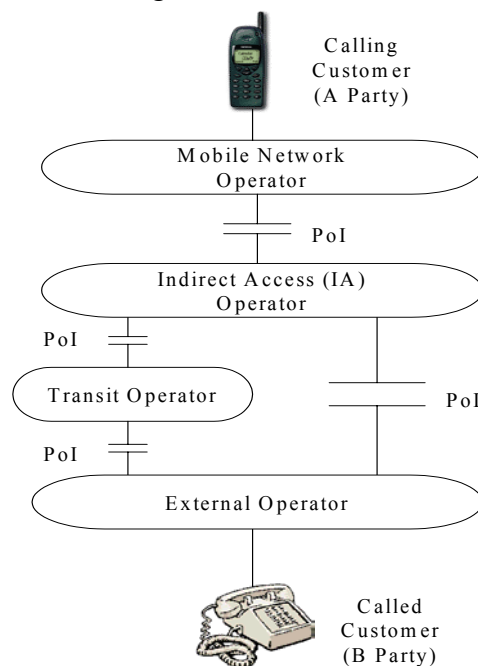 Calling
Customer
(A Party)
Mobile Network
Operator
PoI
Indirect Access (IA)
Operator
PoI
Transit Operator
PoI
PoI
External Operator
Called
Customer
(B Party)